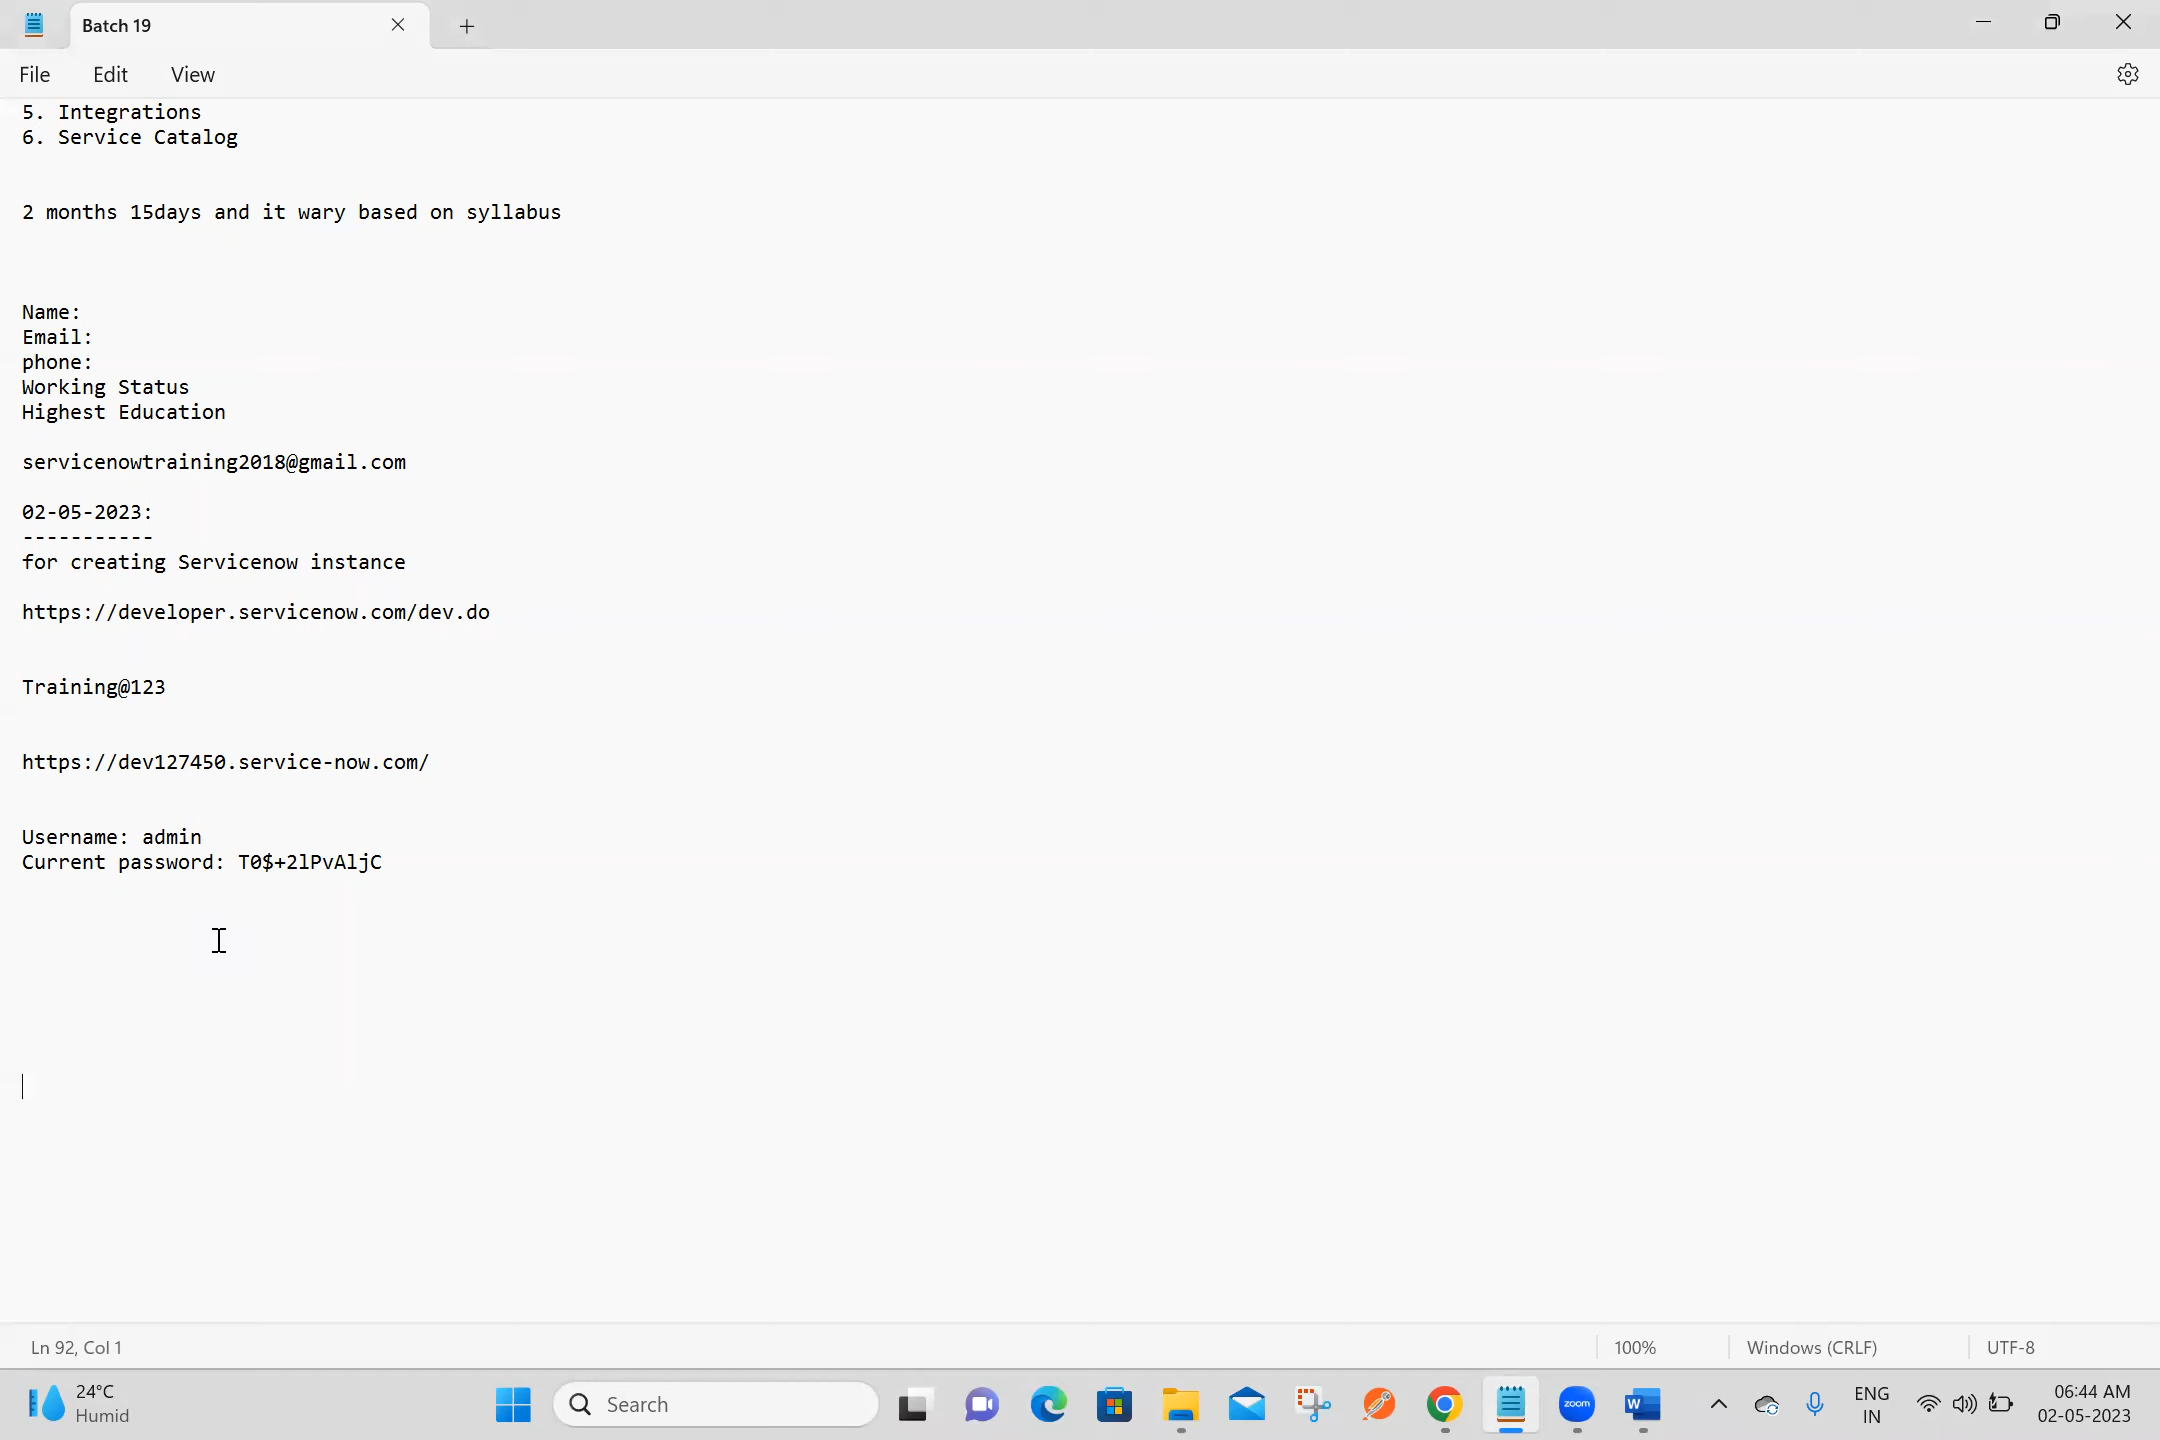 Batch 19
File Edit View
5. Integrations
6. Service Catalog
2 months 15days and it wary based on syllabus
Name:
Email:
phone:
Working Status
Highest Education
servicenowtraining2018@gmail.com
02-05-2023:
-----------
for creating Servicenow instance
https://developer.servicenow.com/dev.do
Training@123
https://dev127450.service-now.com/
Username: admin
Current password: T0$+2lPvAljC
Ln 92, Col 1
100%
Windows (CRLF)
UTF-8
24°C
Humid
Search
zoom
W
ENG
IN
06:44 AM
02-05-2023